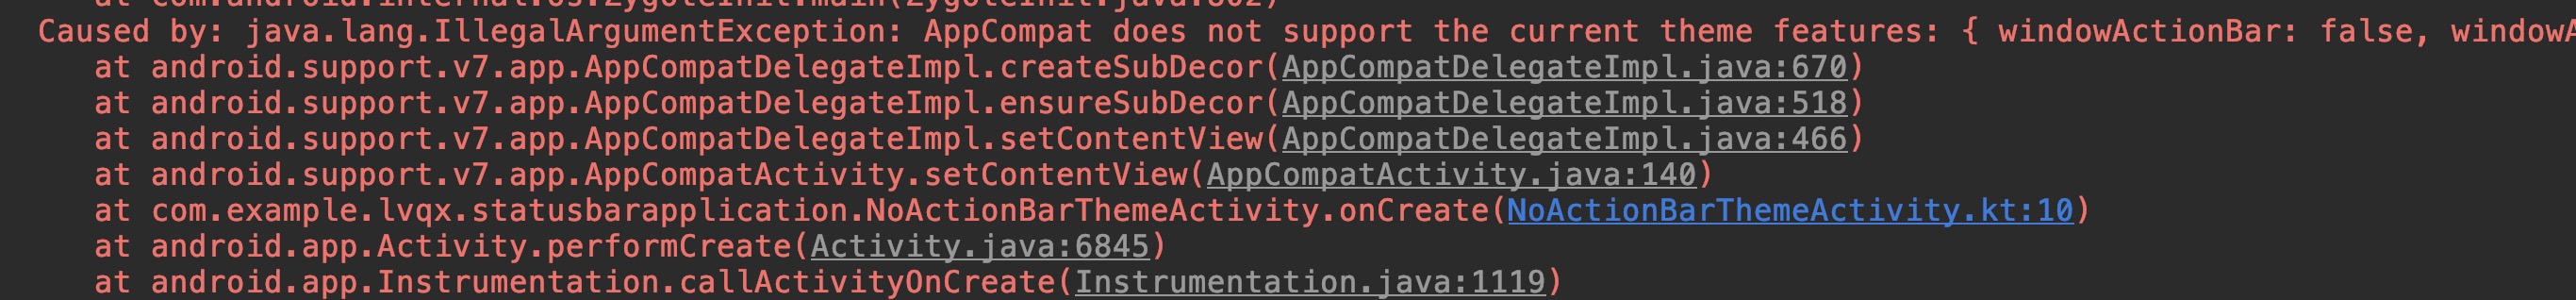 at com.android.internal.os.ZygoteInit.main(ZygoteInit.java:802)
Caused by: java.lang.IllegalArgumentException: AppCompat does not support the current theme features: { windowActionBar: false, windowA
at android.support.v7.app.AppCompatDelegateImpl.createSubDecor(AppCompatDelegateImpl.java:670)
at android.support.v7.app.AppCompatDelegateImpl.ensureSubDecor(AppCompatDelegateImpl.java:518)
at android.support.v7.app.AppCompatDelegateImpl.setContentView(AppCompatDelegateImpl.java:466)
at android.support.v7.app.AppCompatActivity.setContentView(AppCompatActivity.java:140)
at com.example.lvqx.statusbarapplication.NoActionBarThemeActivity.onCreate(NoActionBarThemeActivity.kt:10)
at android.app.Activity.performCreate(Activity.java:6845)
at android.app.Instrumentation.callActivityOnCreate(Instrumentation.java:1119)